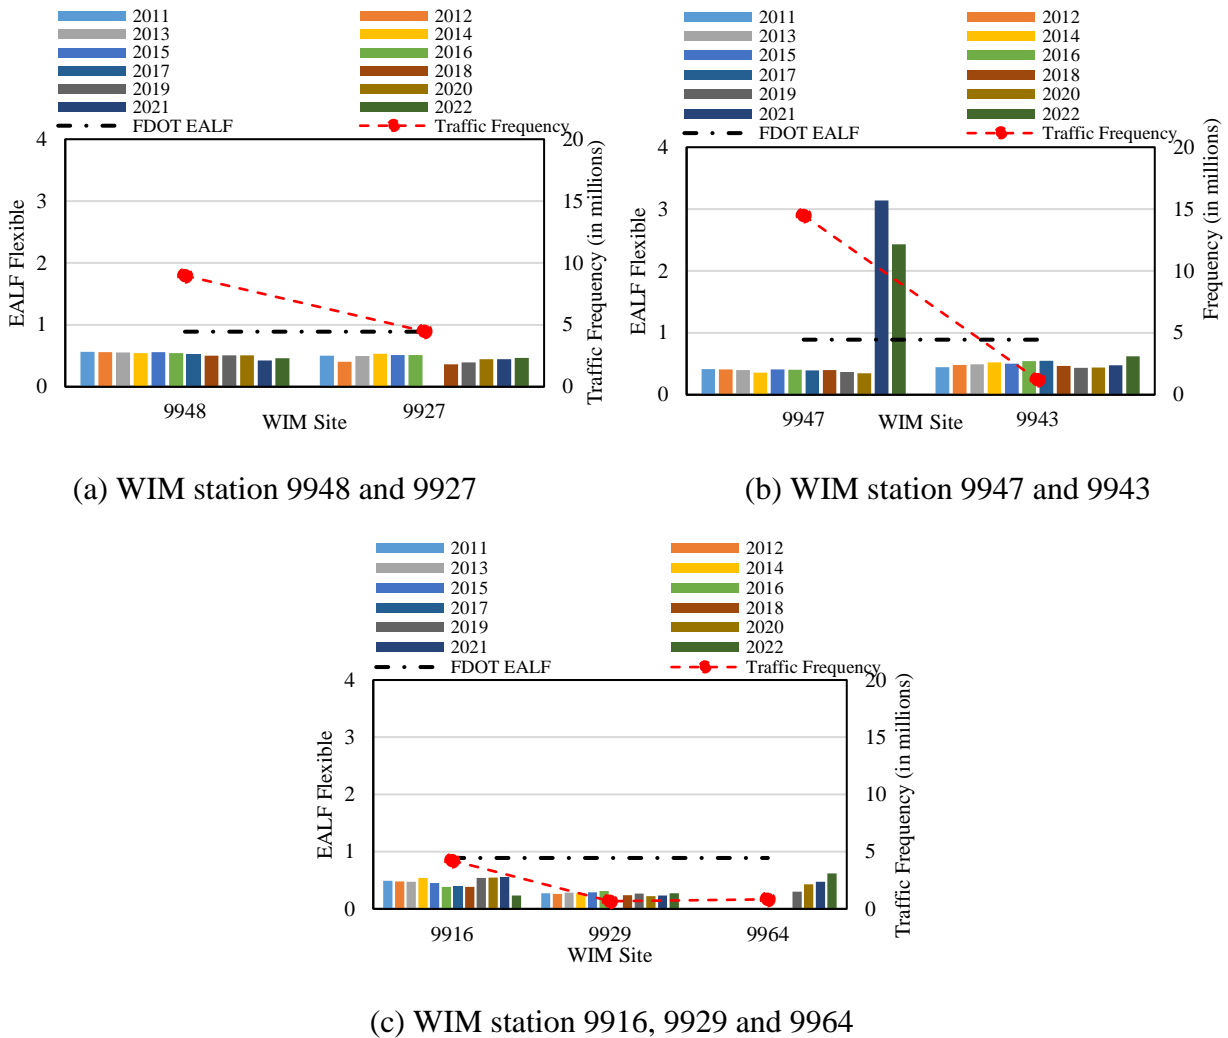 2011 2012
2013 2014
2015 2016
2017 2018
2019 2020
2021 2022
FDOT EALF Traffic Frequency
4 20
3 15
2 10
1 5
0 0
EALF Flexible
Traffic Frequency (in millions)
9948 9927
WIM Site
(a) WIM station 9948 and 9927
2011 2012
2013 2014
2015 2016
2017 2018
2019 2020
2021 2022
FDOT EALF Traffic Frequency
4 20
3 15
2 10
1 5
0 0
EALF Flexible
Frequency (in millions)
9947 9943
WIM Site
(b) WIM station 9947 and 9943
2011 2012
2013 2014
2015 2016
2017 2018
2019 2020
2021 2022
FDOT EALF Traffic Frequency
4 20
3 15
2 10
1 5
0 0
EALF Flexible
Traffic Frequency (in millions)
9916 9929 9964
WIM Site
(c) WIM station 9916, 9929 and 9964